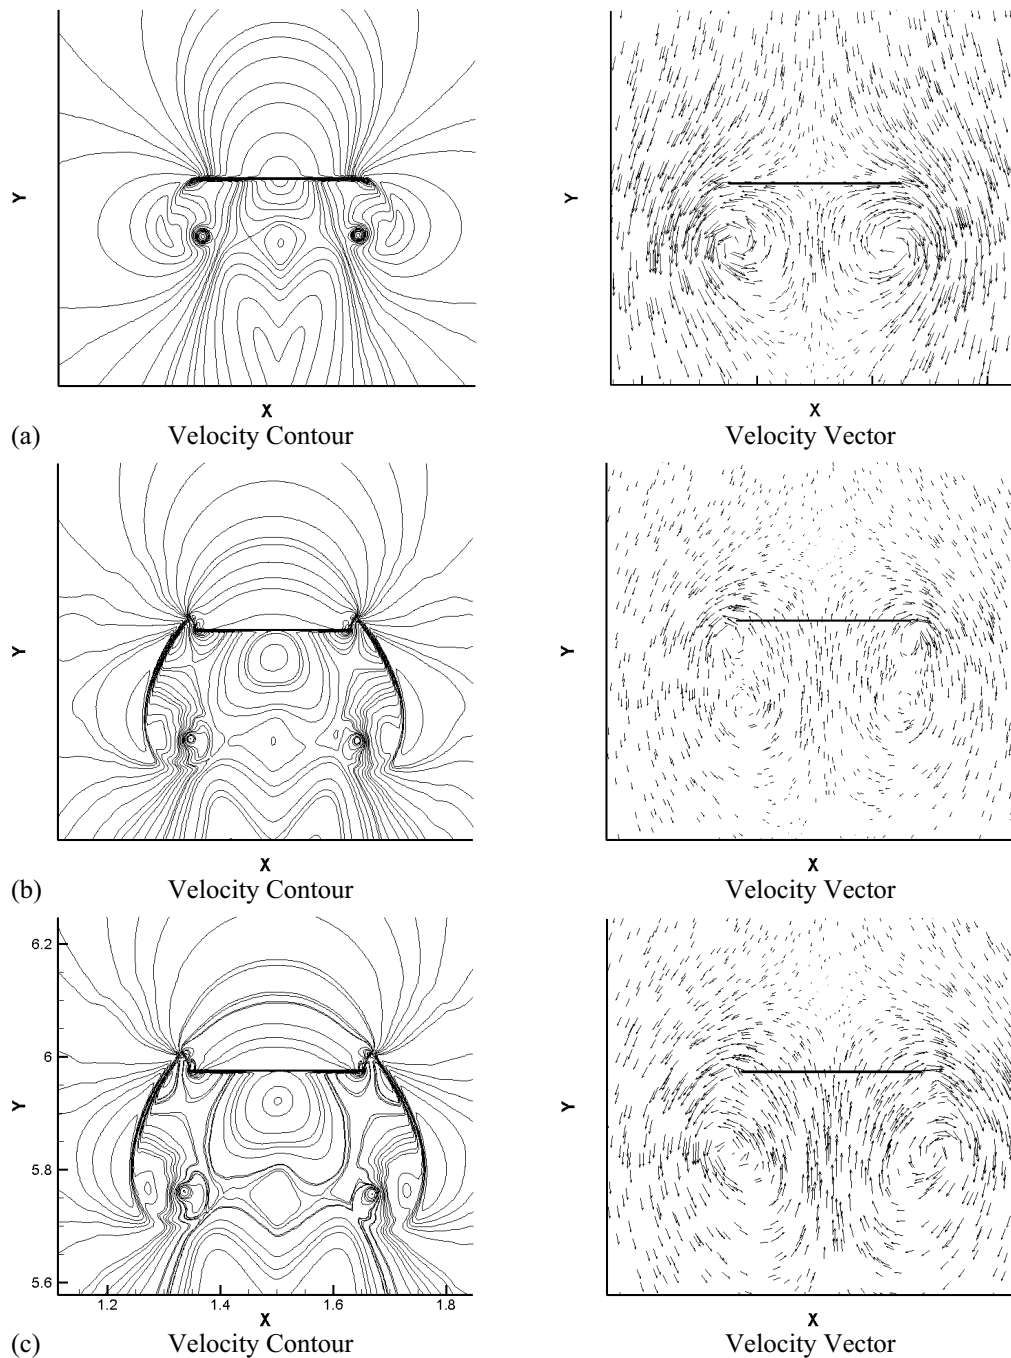 Y
Y
X
X
(a)
Velocity Contour
Velocity Vector
Y
Y
X
X
(b)
Velocity Contour
Velocity Vector
6.2
6
Y
Y
5.8
5.6
1.2
1.4
1.6
1.8
X
X
(c)
Velocity Contour
Velocity Vector